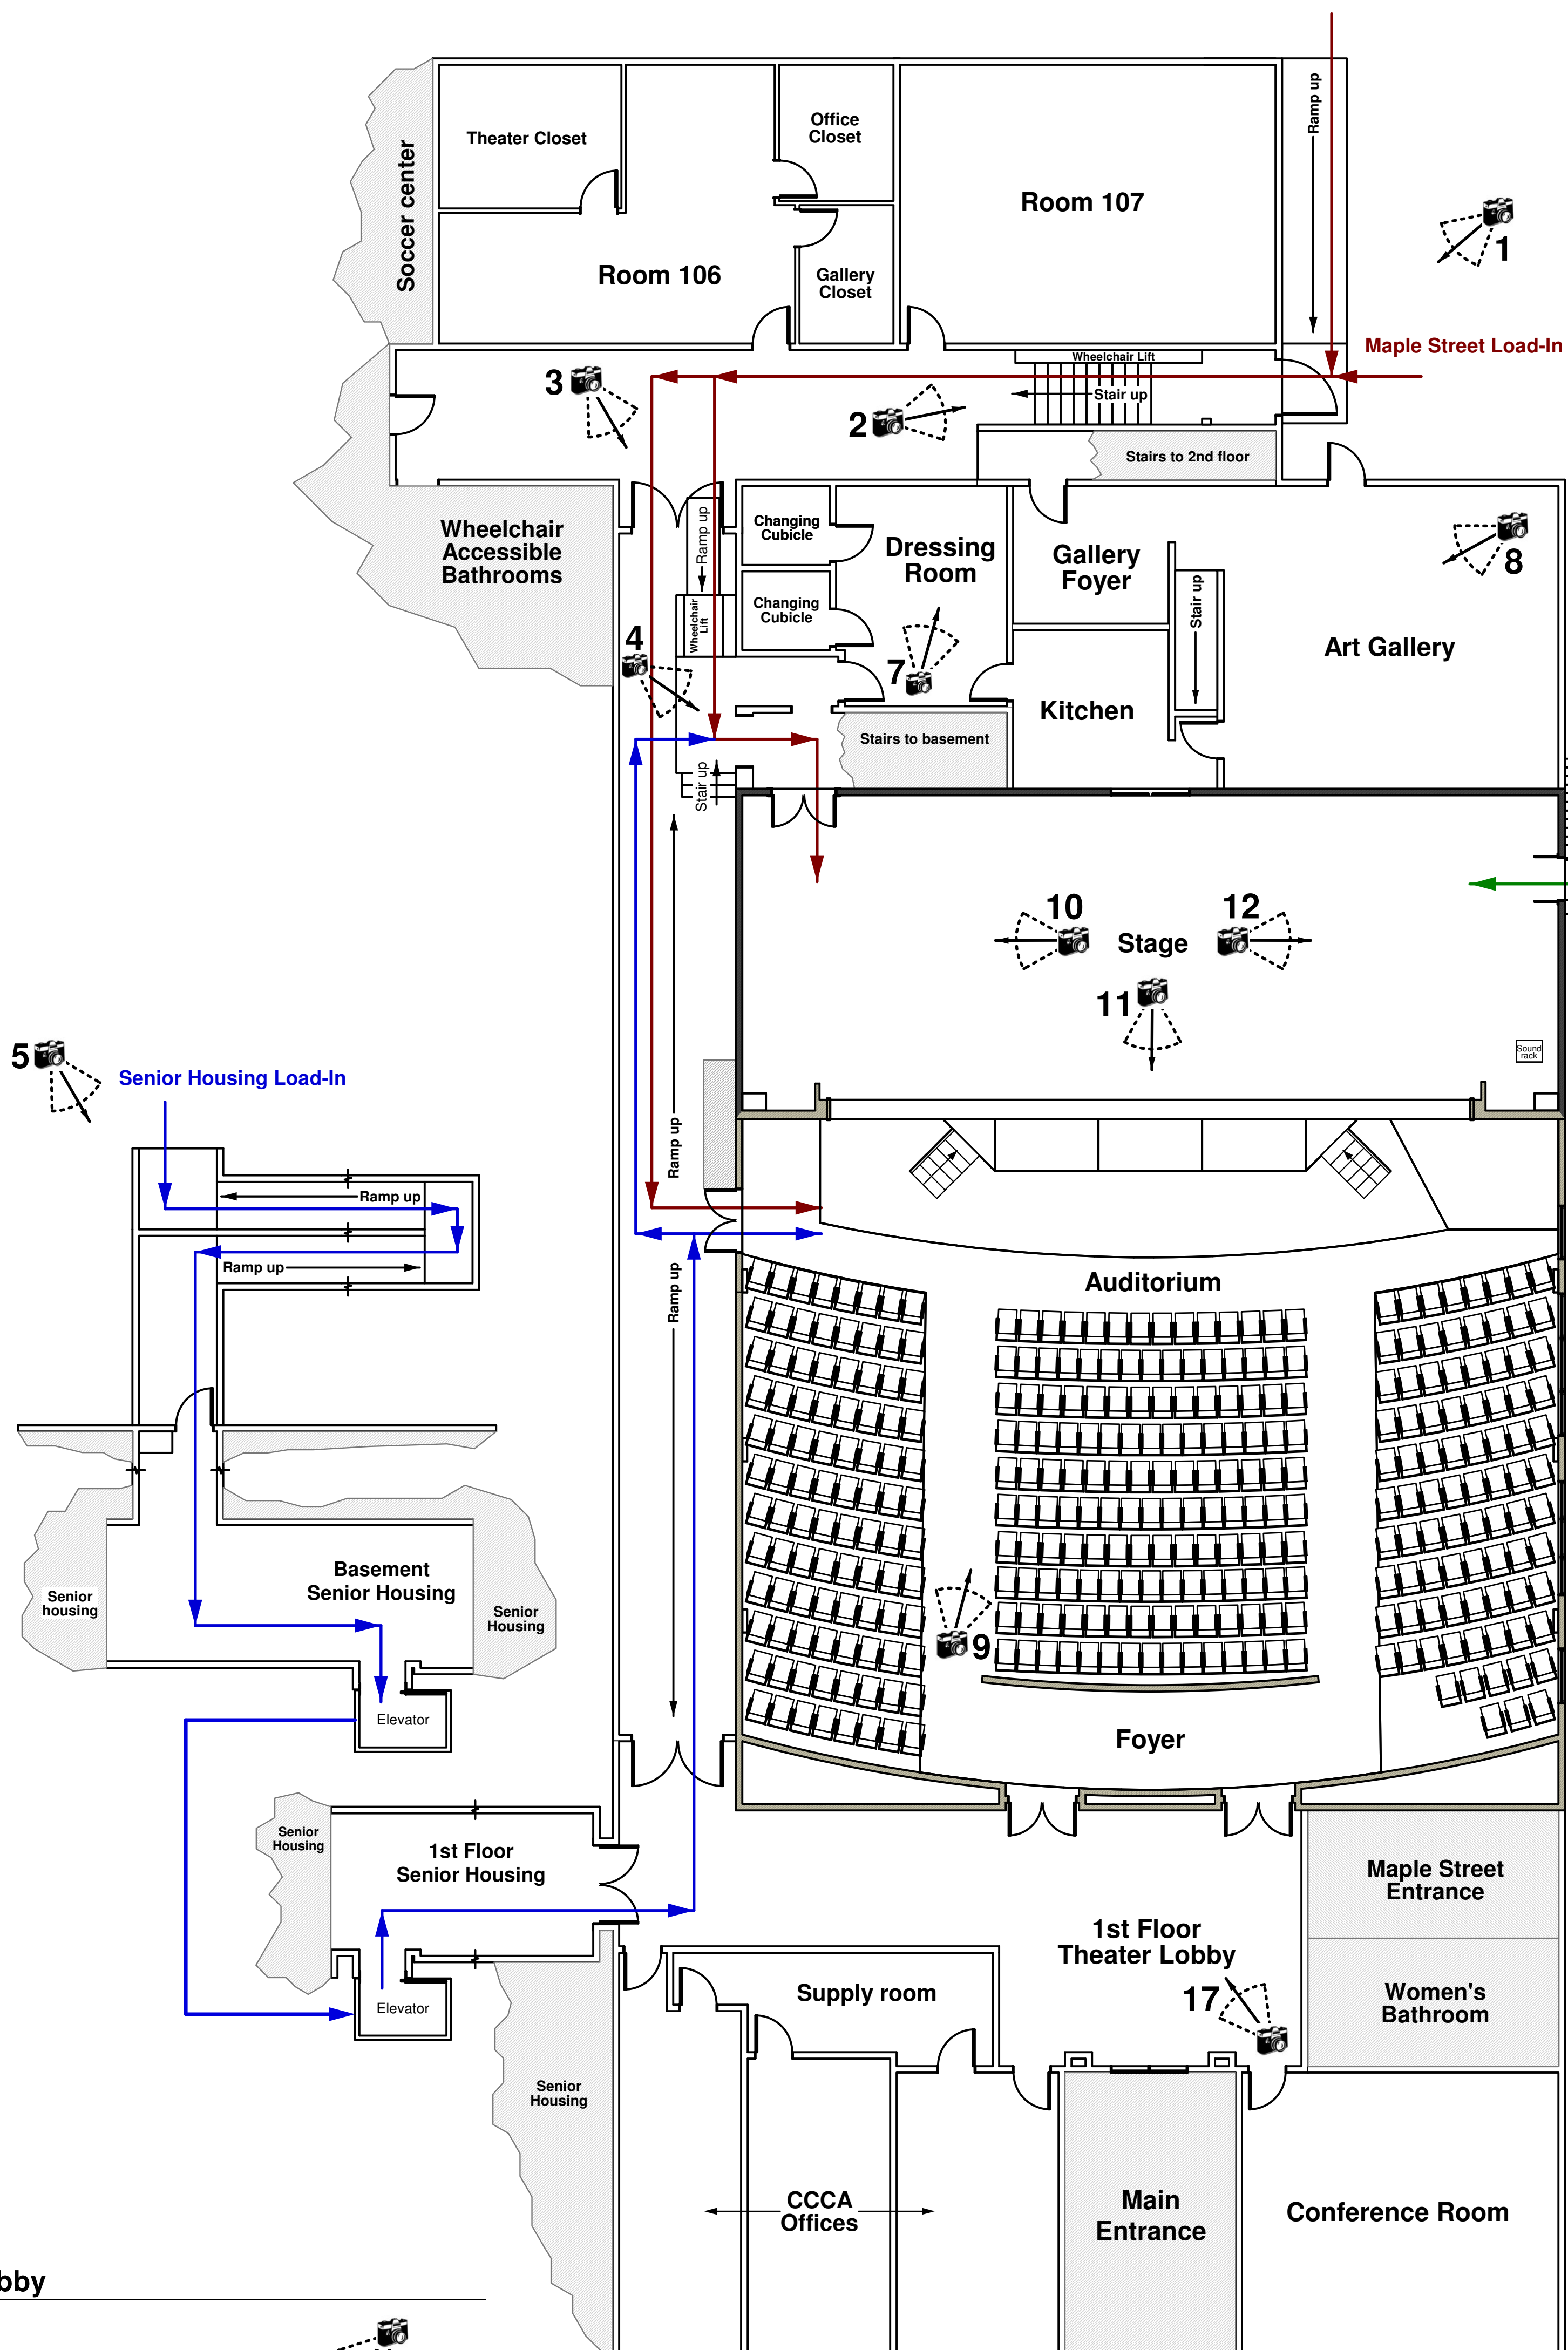 Ramp up
Theater Closet
Office
Closet
Soccer center
Room 107
1
Room 106
Gallery
Closet
Maple Street Load-In
Wheelchair Lift
3
Stair up
2
Stairs to 2nd floor
Wheelchair
Accessible
Bathrooms
Ramp up
Changing
Cubicle
Dressing
Room
Gallery
Foyer
8
Changing
Cubicle
Wheelchair
Lift
Stair up
4
Art Gallery
7
Kitchen
Stairs to basement
Stair up
10
12
Stage
11
5
Sound
rack
Senior Housing Load-In
Ramp up
Ramp up
Ramp up
Ramp up
Auditorium
Basement
Senior Housing
Senior
housing
Senior
Housing
9
Elevator
Foyer
Senior
Housing
1st Floor
Senior Housing
Maple Street
Entrance
1st Floor
Theater Lobby
Supply room
17
Women's
Bathroom
Elevator
Senior
Housing
CCCA
Offices
Main
Entrance
Conference Room
bby